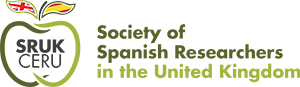 SRUK
CERU
Society of
Spanish Researchers
in the United Kingdom